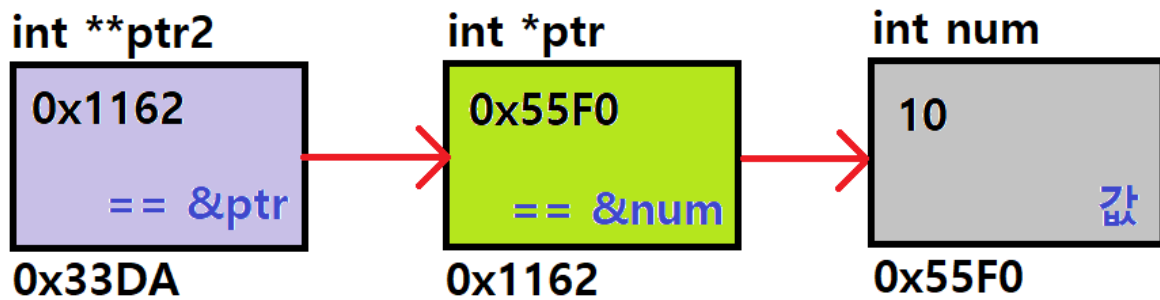 int **ptr2
0x1162
== &ptr
0x33DA
int *ptr
0x55F0
== &num
0x1162
int num
10
값
0x55F0